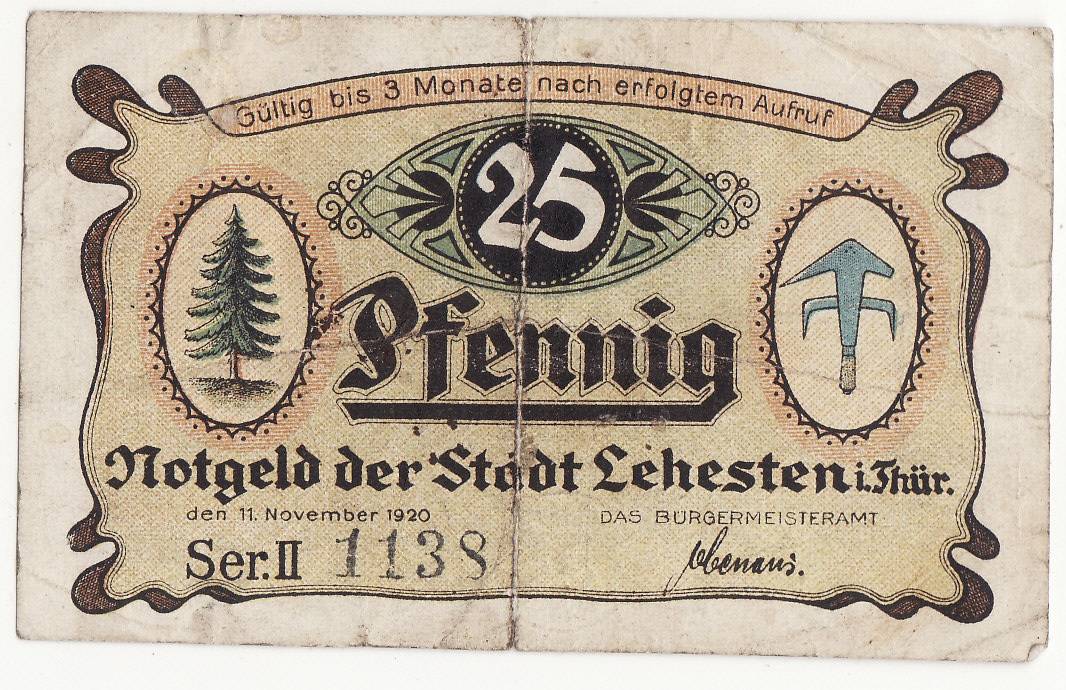 Gültig bis 3 Monate nach erfolgtem Aufruf
25
Pfennig
Notgeld der Stadt Lehesten i. Thür.
den 11. November 1920
DAS BÜRGERMEISTERAMT
Ser. II 1138